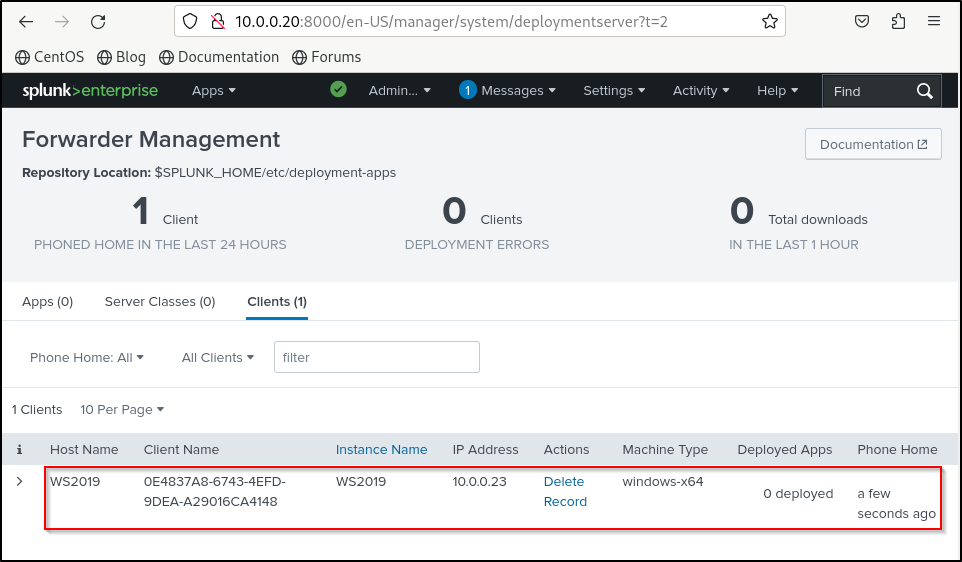 10.0.0.20:8000/en-US/manager/system/deploymentserver?t=2
CentOS Blog Documentation Forums
splunk>enterprise Apps Admin... 1 Messages Settings Activity Help Find
Forwarder Management
Documentation
Repository Location: $SPLUNK_HOME/etc/deployment-apps
1 Client 0 Clients 0 Total downloads
PHONED HOME IN THE LAST 24 HOURS DEPLOYMENT ERRORS IN THE LAST 1 HOUR
Apps (0) Server Classes (0) Clients (1)
Phone Home: All All Clients filter
1 Clients 10 Per Page
i Host Name Client Name Instance Name IP Address Actions Machine Type Deployed Apps Phone Home
WS2019 0E4837A8-6743-4EFD- WS2019 10.0.0.23 Delete windows-x64
0 deployed a few
9DEA-A29016CA4148 Record
seconds ago